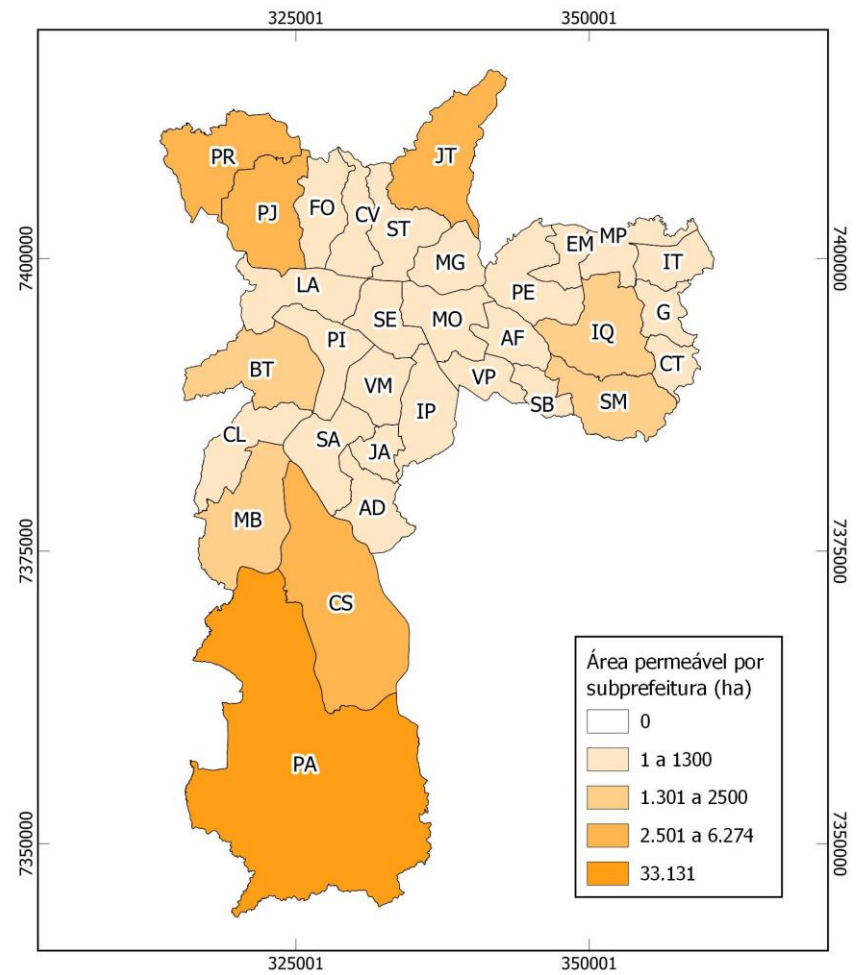 325001
350001
7400000
7400000
7375000
7375000
7350000
7350000
325001
350001
PR
JT
PJ
FO
CV
ST
EM
MP
MG
IT
LA
PE
G
SE
MO
IQ
PI
AF
BT
CT
VM
VP
SB
SM
IP
CL
SA
JA
MB
AD
CS
PA
Área permeável por
subprefeitura (ha)
0
1 a 1300
1.301 a 2500
2.501 a 6.274
33.131